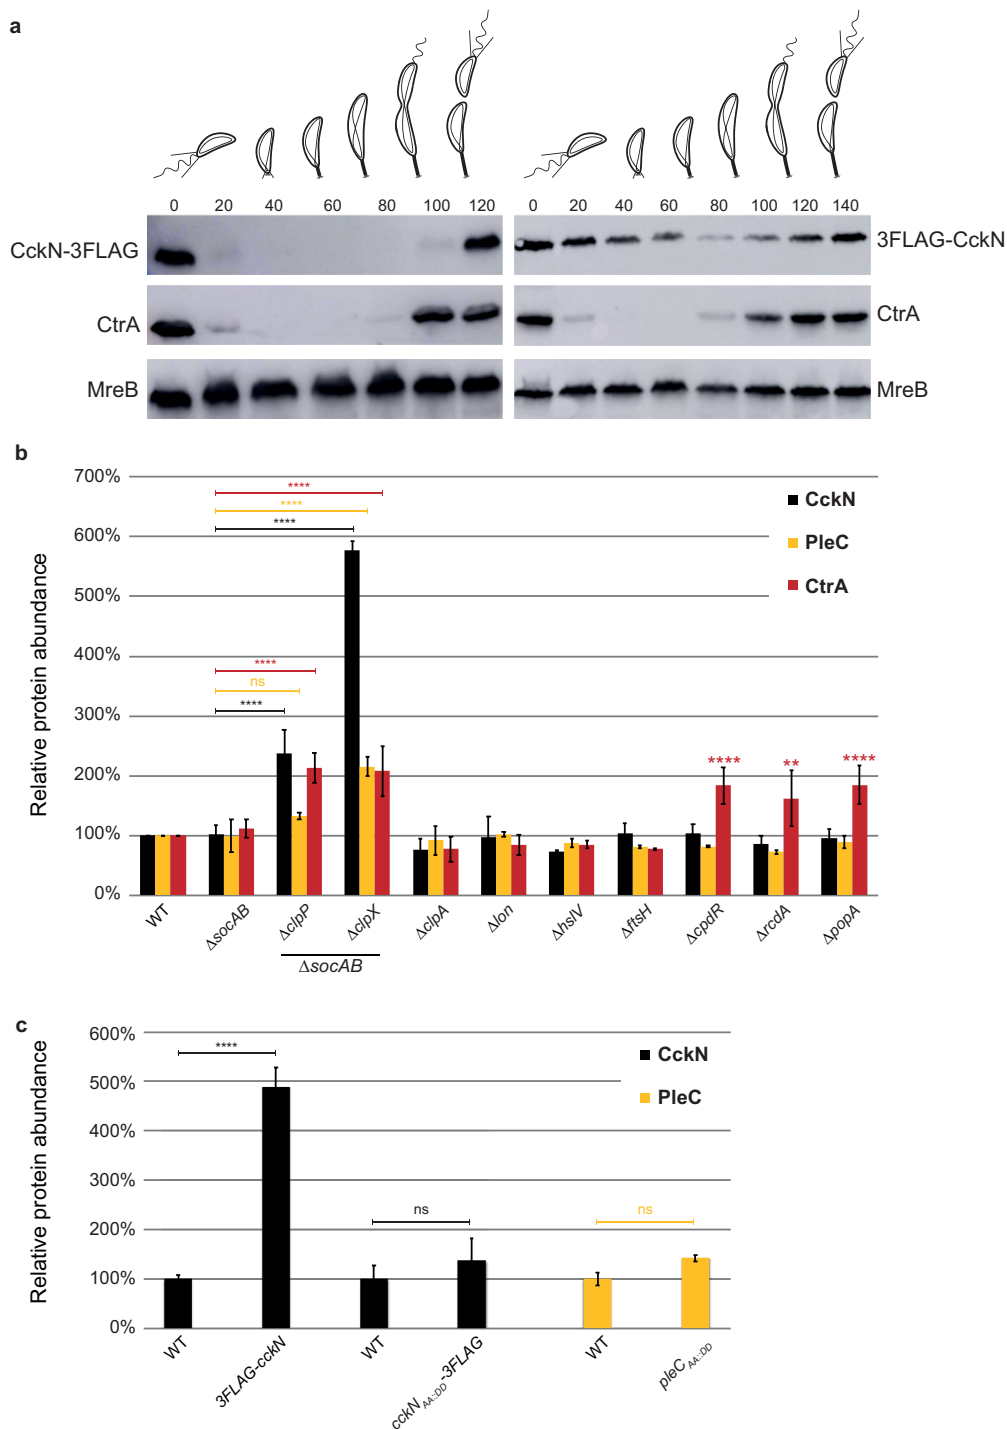 a
0 20 40 60 80 100 120
0 20 40 60 80 100 120 140
CckN-3FLAG
3FLAG-CckN
CtrA
CtrA
MreB
MreB
b
Relative protein abundance
700%
600%
500%
400%
300%
200%
100%
0%
****
****
****
****
ns
****
****
**
****
CckN
PleC
CtrA
WT
ΔsocAB
ΔclpP
ΔclpX
ΔclpA
Δlon
ΔhslV
ΔftsH
ΔcpdR
ΔrcdA
ΔpopA
ΔsocAB
c
Relative protein abundance
600%
500%
400%
300%
200%
100%
0%
****
ns
ns
CckN
PleC
WT
3FLAG-cckN
WT
cckN AA::DD -3FLAG
WT
pleC AA::DD